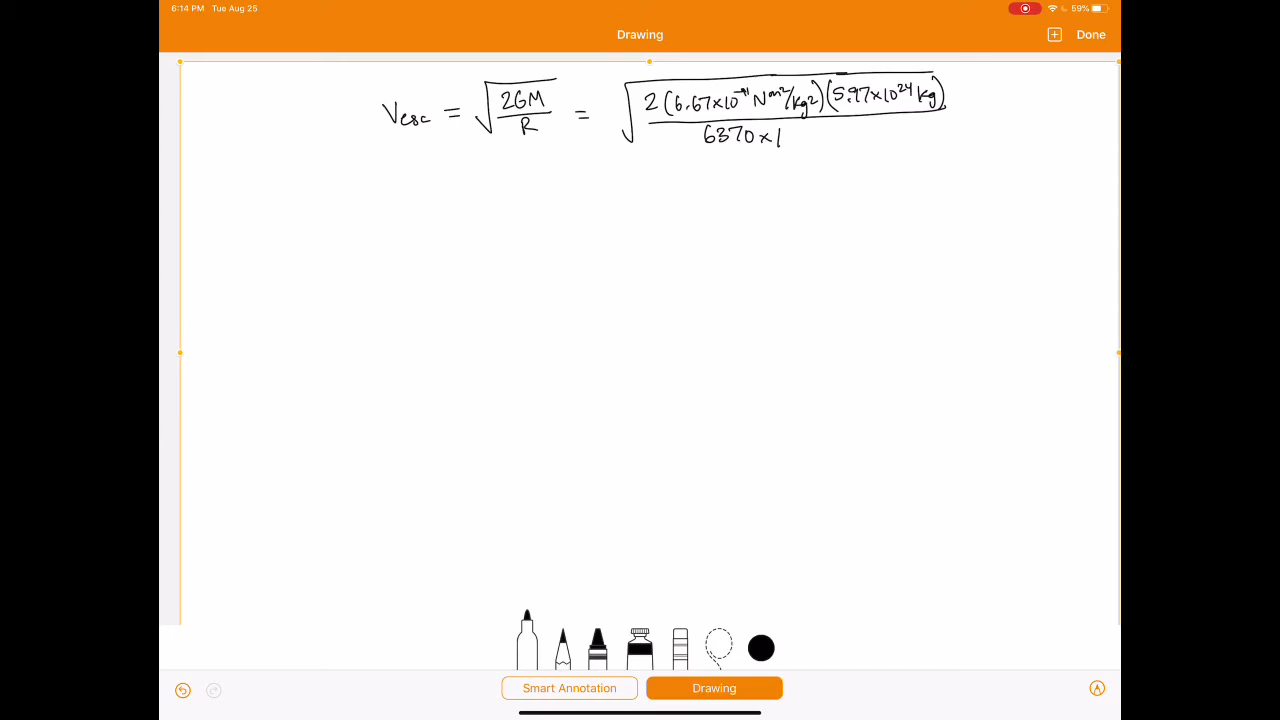 6:14 PM Tue Aug 25
59%
Drawing
Done
Vesc = √(2GM/R) = √(2(6.67×10⁻¹¹ Nm²/kg2)(5.97×10²⁴ kg)/6370×1
Smart Annotation
Drawing